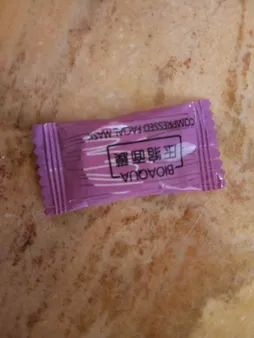 BIOAQUA
压缩面膜
COMPRESSED FACIAL MASK